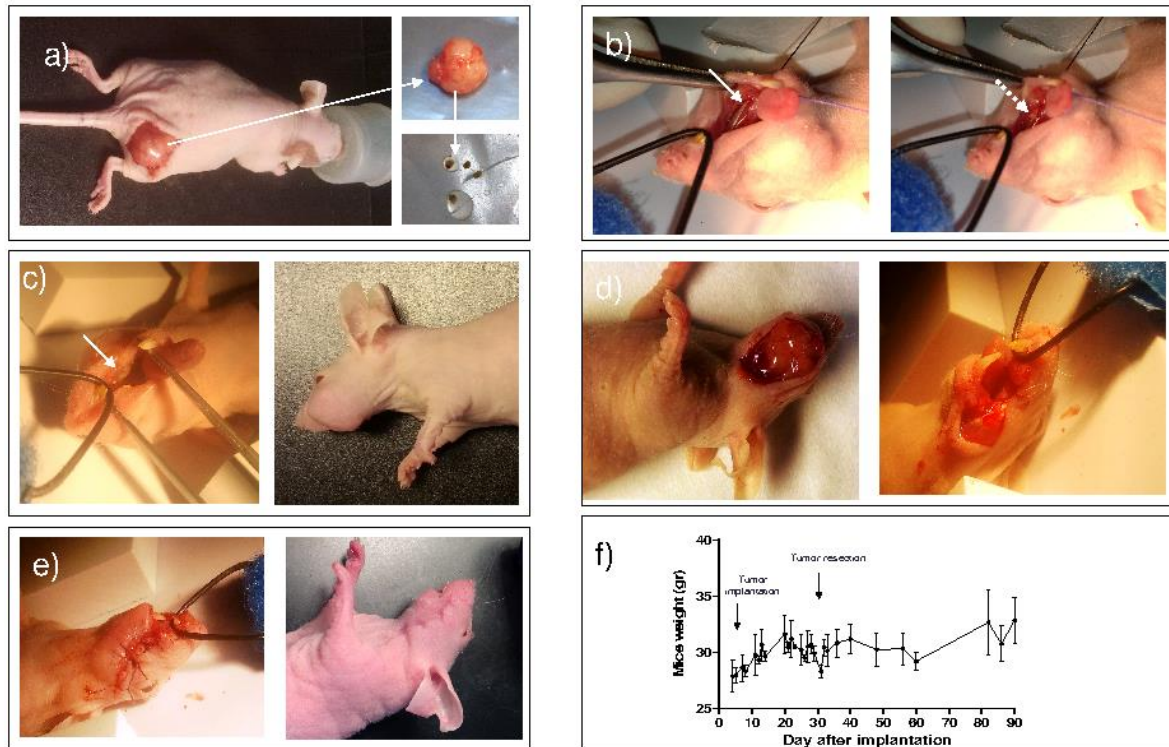 a)
b)
c)
d)
e)
f)
Mice weight (gr)
40
35
30
25
Tumor
implantation
Tumor resection
0 10 20 30 40 50 60 70 80 90
Day after implantation